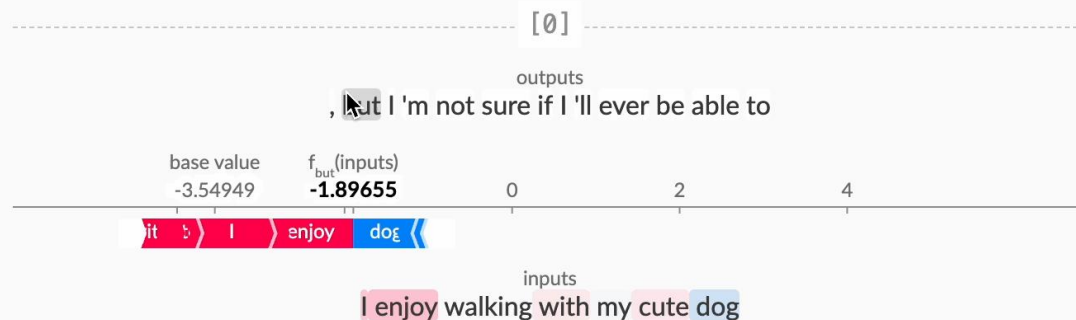 [0]
outputs
, but I 'm not sure if I 'll ever be able to
base value
f but (inputs)
-3.54949 -1.89655 0 2 4
I enjoy dog
inputs
I enjoy walking with my cute dog